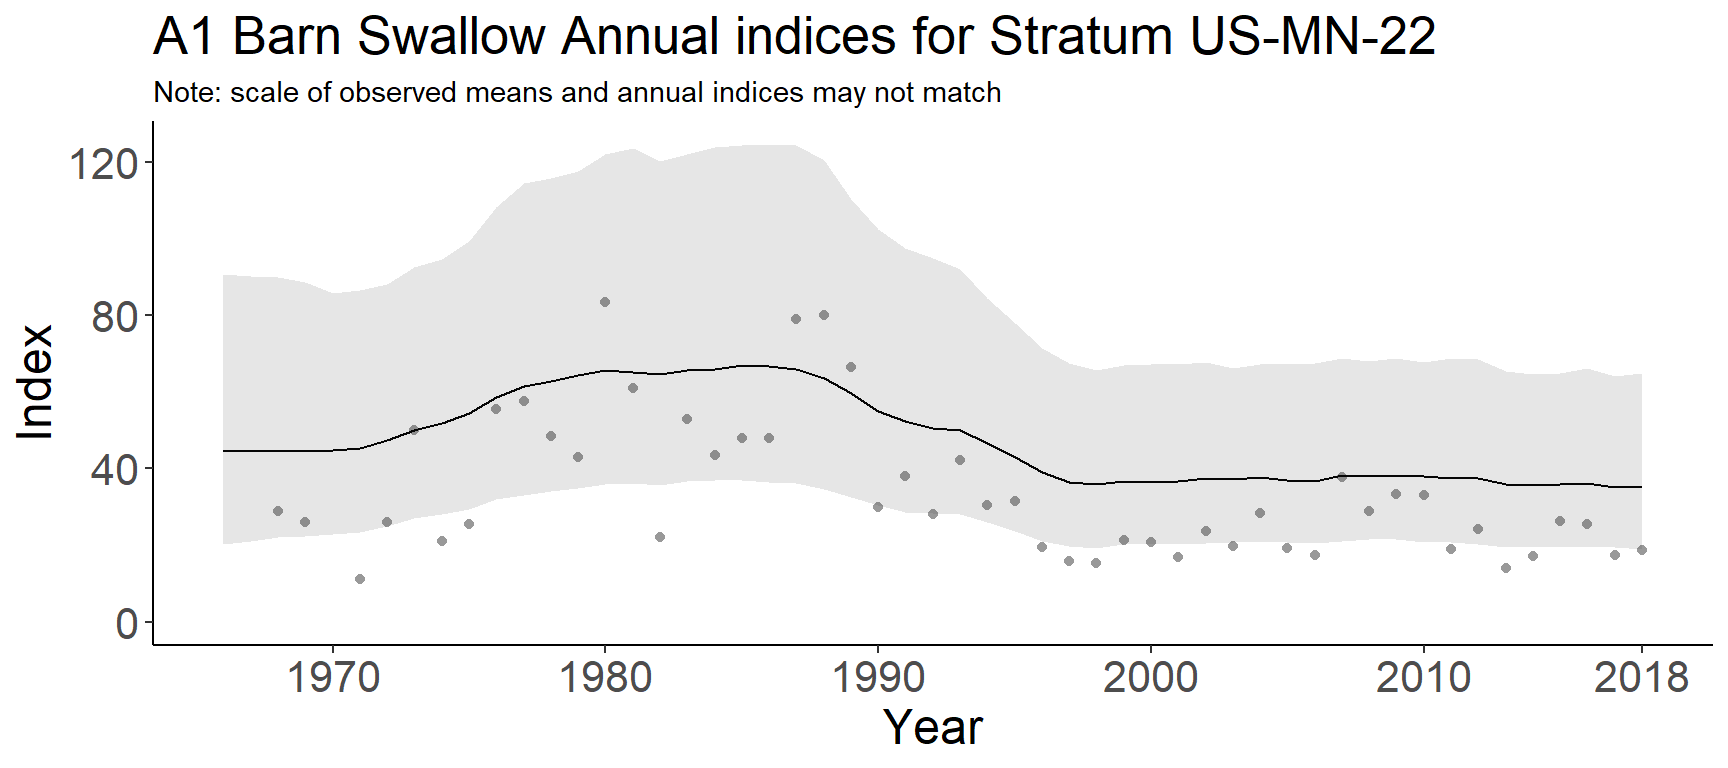 A1 Barn Swallow Annual indices for Stratum US-MN-22
Note: scale of observed means and annual indices may not match
120
80
40
0
Index
1970 1980 1990 2000 2010 2018
Year